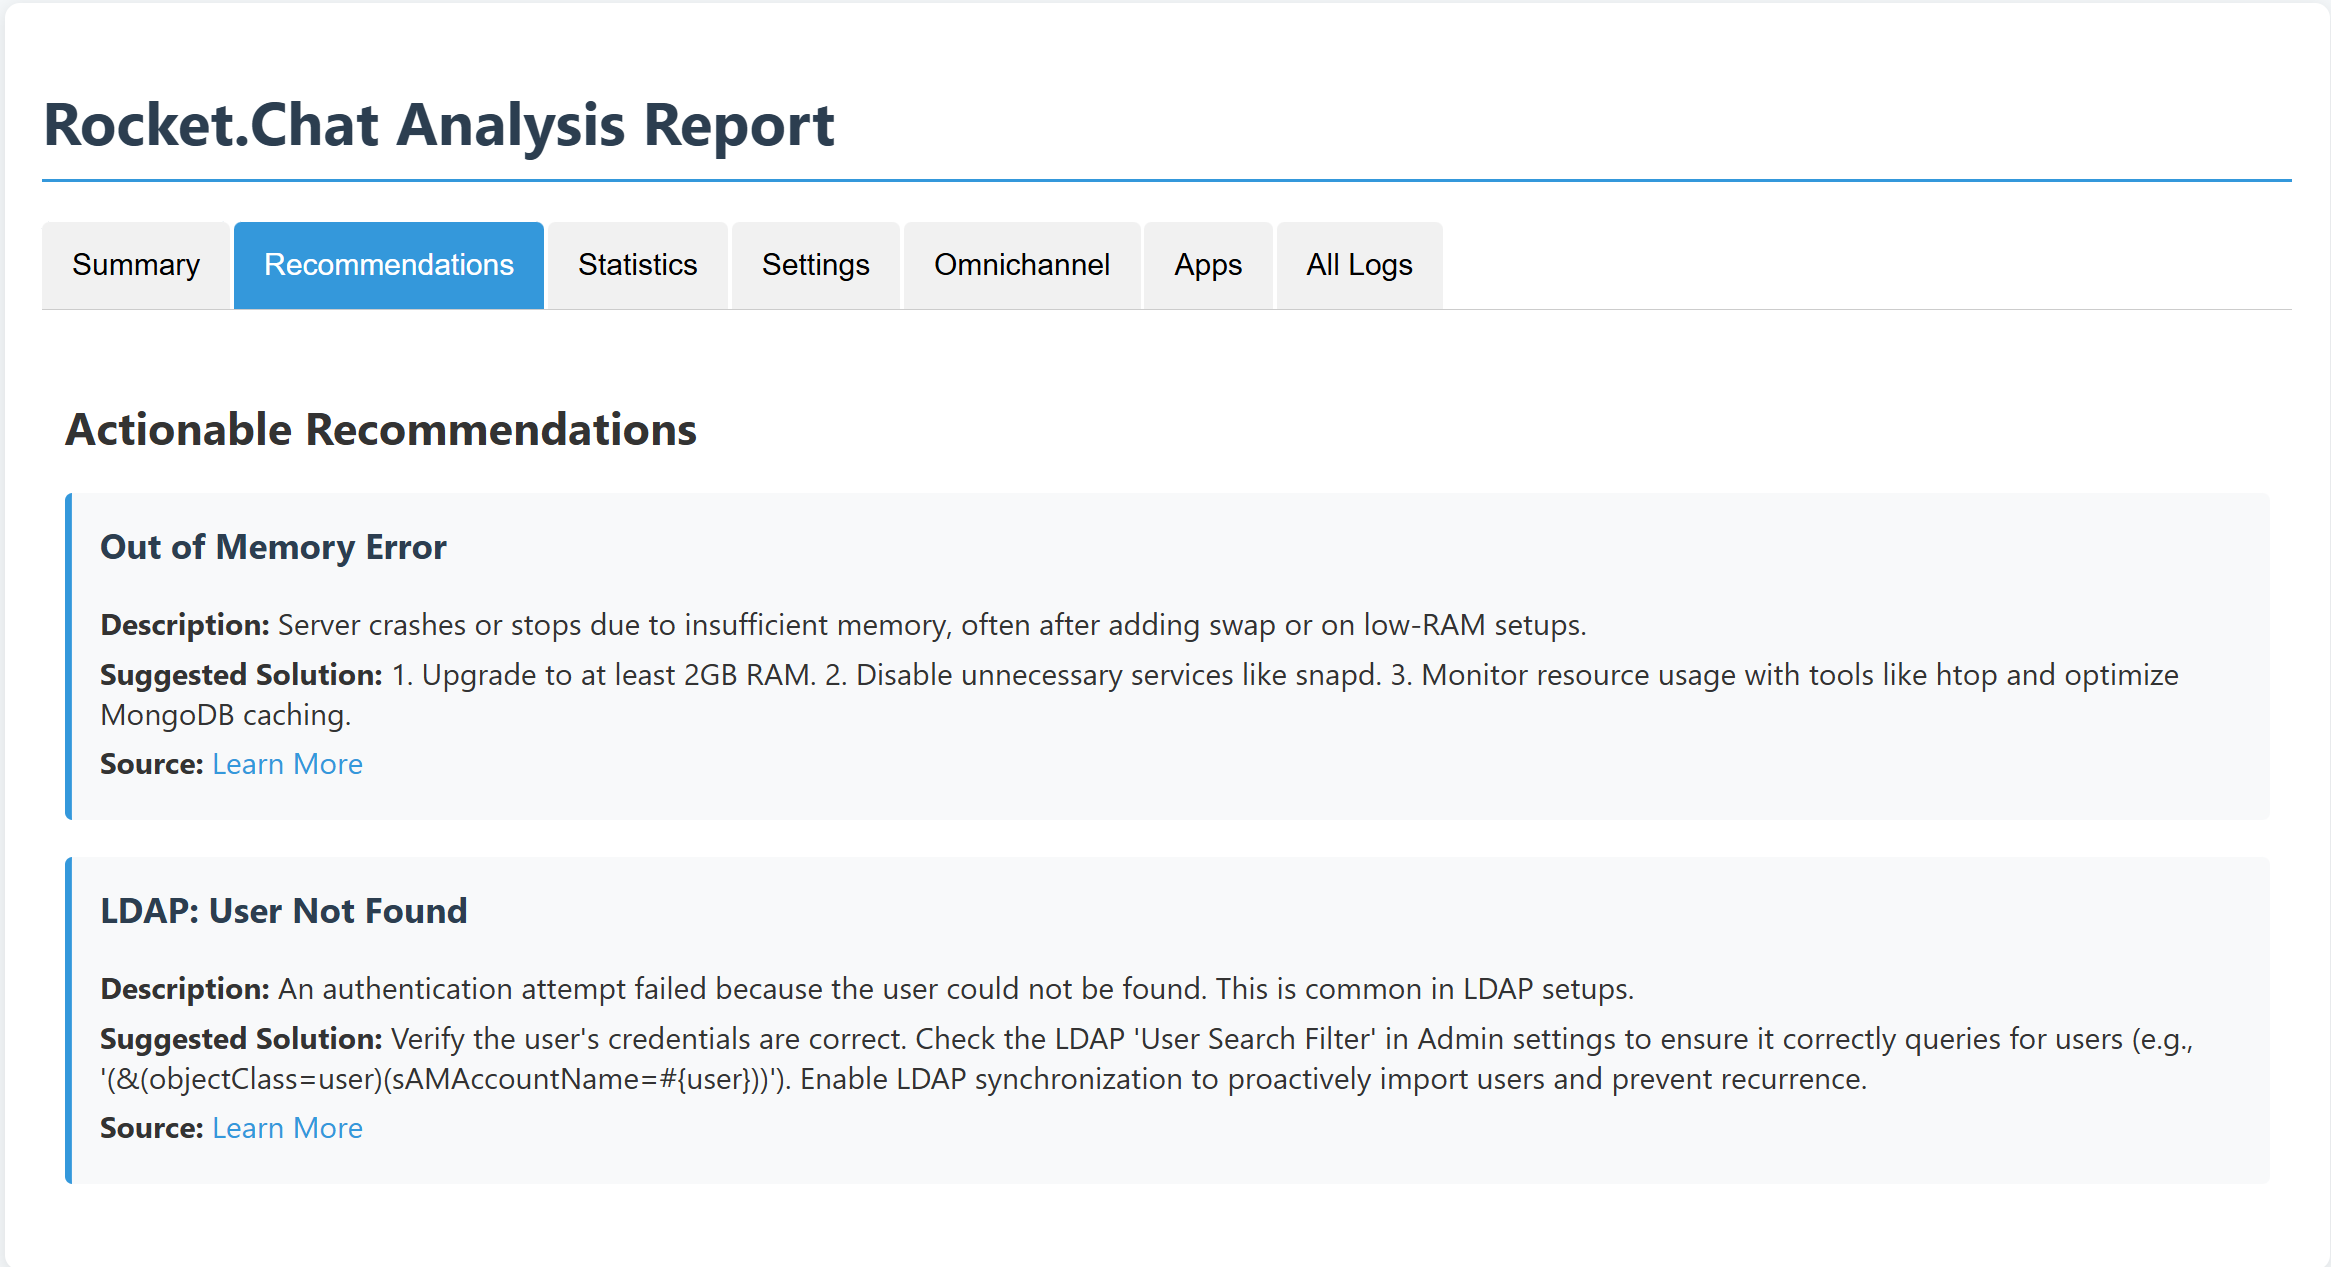 Rocket.Chat Analysis Report
Summary
Recommendations
Statistics
Settings
Omnichannel
Apps
All Logs
Actionable Recommendations
Out of Memory Error
Description: Server crashes or stops due to insufficient memory, often after adding swap or on low-RAM setups.
Suggested Solution: 1. Upgrade to at least 2GB RAM. 2. Disable unnecessary services like snapd. 3. Monitor resource usage with tools like htop and optimize
MongoDB caching.
Source: Learn More
LDAP: User Not Found
Description: An authentication attempt failed because the user could not be found. This is common in LDAP setups.
Suggested Solution: Verify the user's credentials are correct. Check the LDAP 'User Search Filter' in Admin settings to ensure it correctly queries for users (e.g.,
'(&(objectClass=user)(sAMAccountName=#{user}))'). Enable LDAP synchronization to proactively import users and prevent recurrence.
Source: Learn More